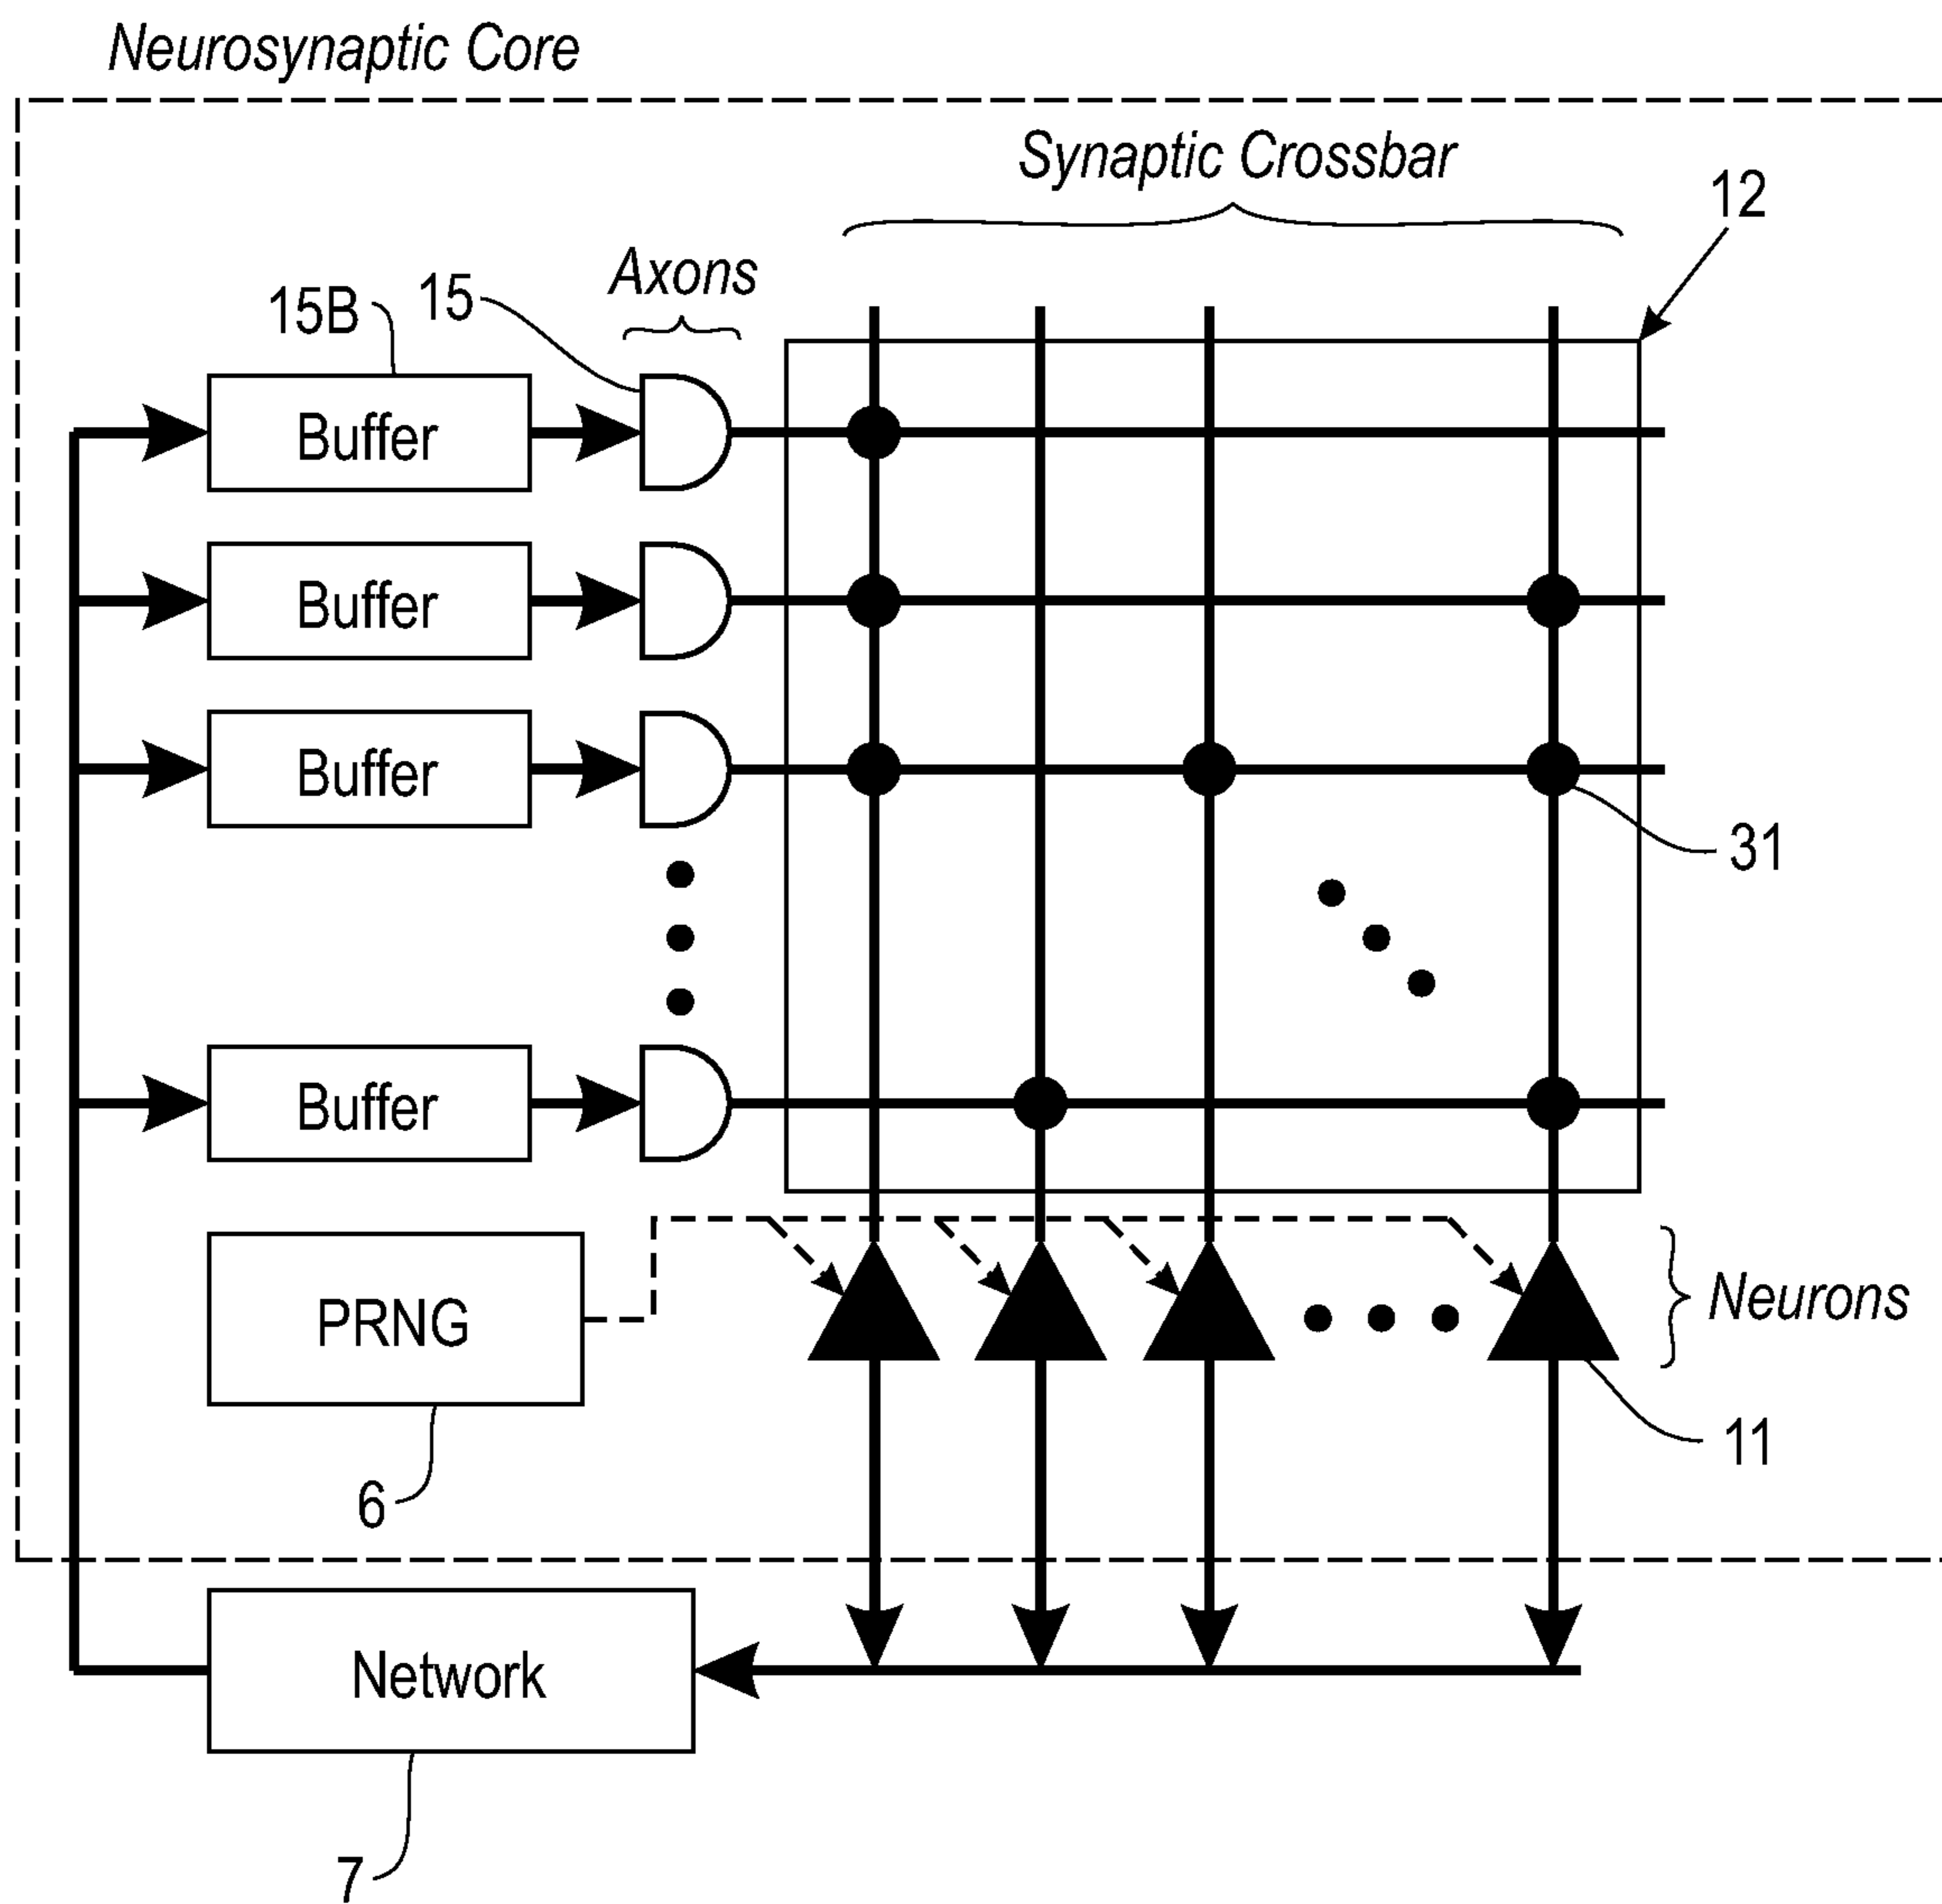 Neurosynaptic Core
Synaptic Crossbar
12
Axons
15B
15
Buffer
Buffer
Buffer
31
Buffer
PRNG
Neurons
11
6
Network
7